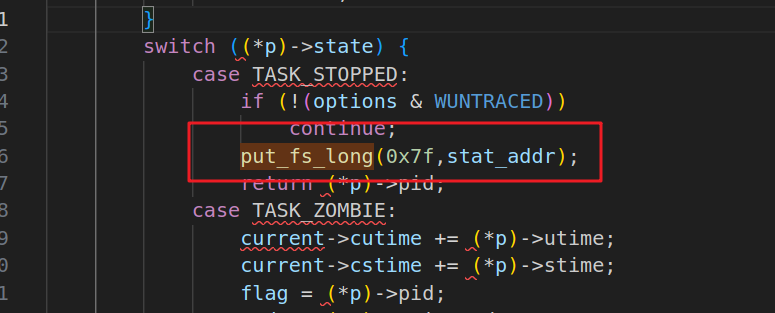 1 }
2 switch ((*p)->state) {
3 case TASK_STOPPED:
4 if (!(options & WUNTRACED))
5 continue;
6 put_fs_long(0x7f,stat_addr);
7 return (*p)->pid;
8 case TASK_ZOMBIE:
9 current->cutime += (*p)->utime;
0 current->cstime += (*p)->stime;
1 flag = (*p)->pid;